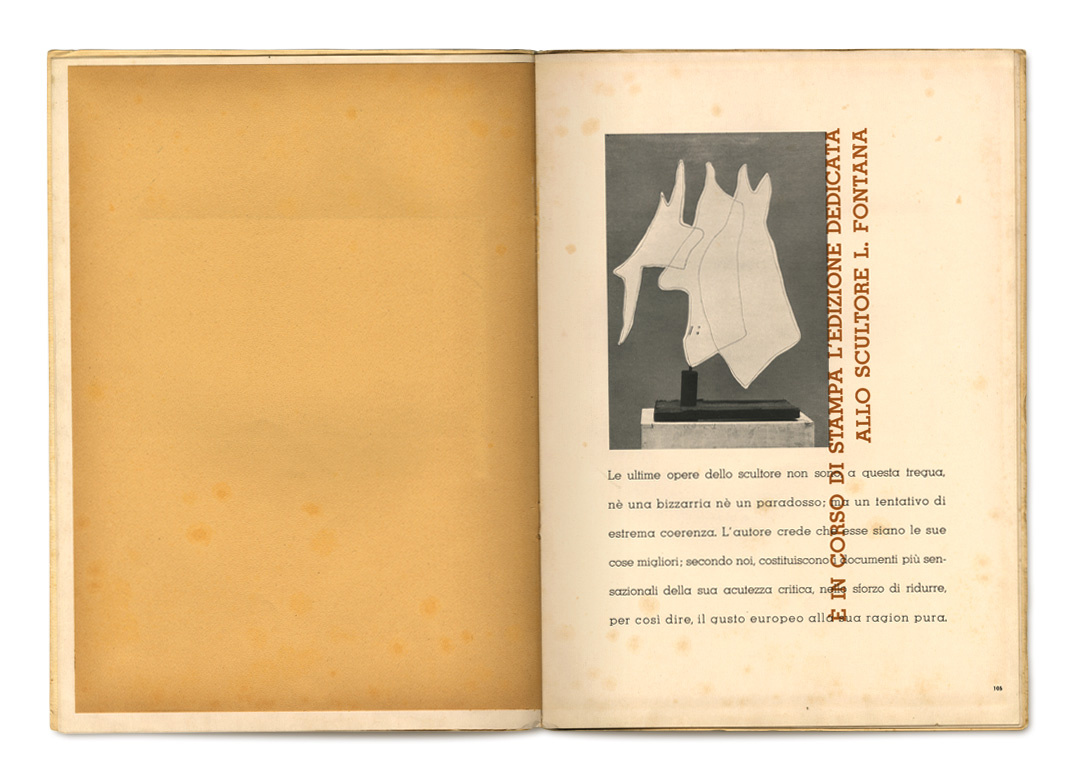 È IN CORSO DI STAMPA L'EDIZIONE DEDICATA
ALLO SCULTORE L. FONTANA
Le ultime opere dello scultore non sono a questa tregua,
nè una bizzarria nè un paradosso; ma un tentativo di
estrema coerenza. L'autore crede che esse siano le sue
cose migliori; secondo noi, costituiscono i documenti più sen-
sazionali della sua acutezza critica, nello sforzo di ridurre,
per così dire, il gusto europeo alla sua ragion pura.
105